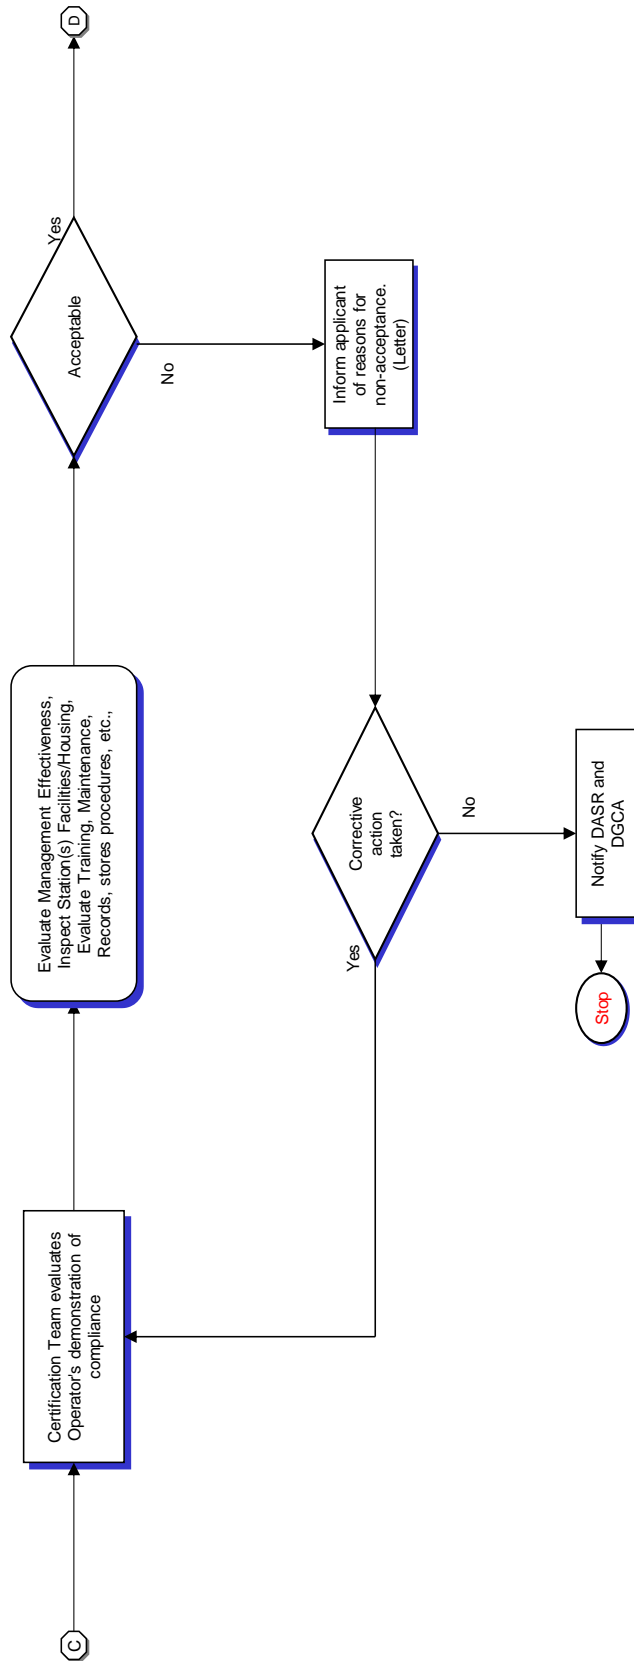 C
Certification Team evaluates
Operator's demonstration of
compliance
Evaluate Management Effectiveness,
Inspect Station(s) Facilities/Housing,
Evaluate Training, Maintenance,
Records, stores procedures, etc.,
Acceptable
Yes
D
No
Inform applicant
of reasons for
non-acceptance.
(Letter)
Corrective
action
taken?
Yes
No
Notify DASR and
DGCA
Stop